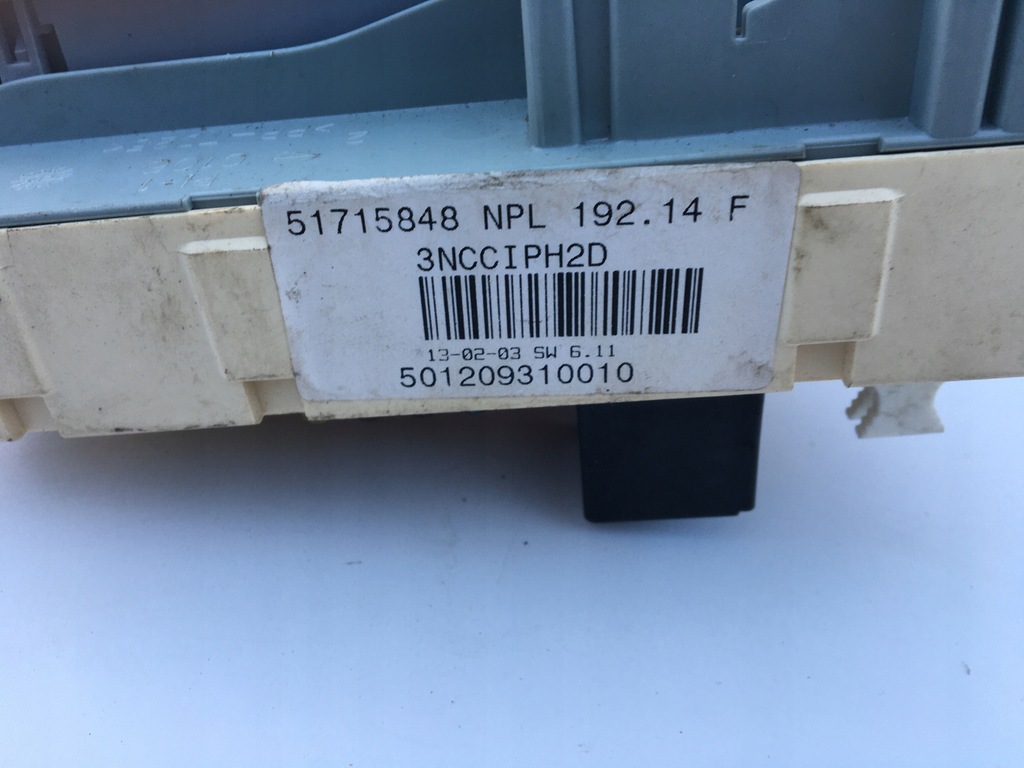 51715848 NPL 192.14 F
3NCCIPH2D
13-02-03 SW 6.11
501209310010